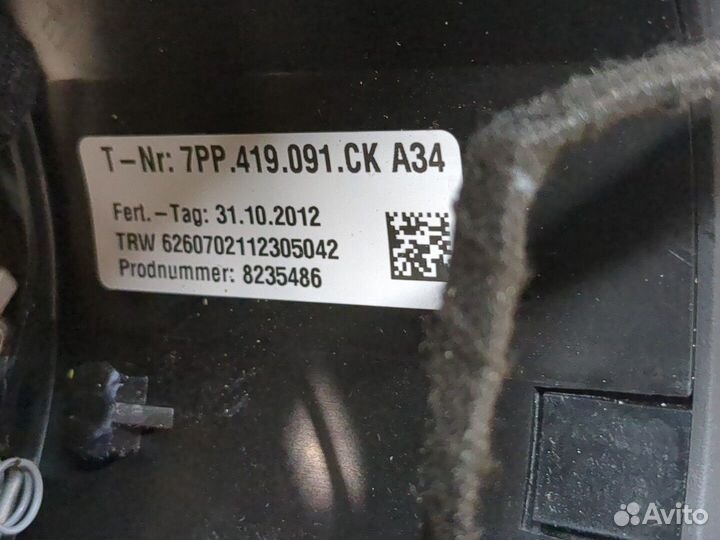 T-Nr: 7PP.419.091.CK A34
Fert.-Tag: 31.10.2012
TRW 6260702112305042
Prodnummer: 8235486
Avito